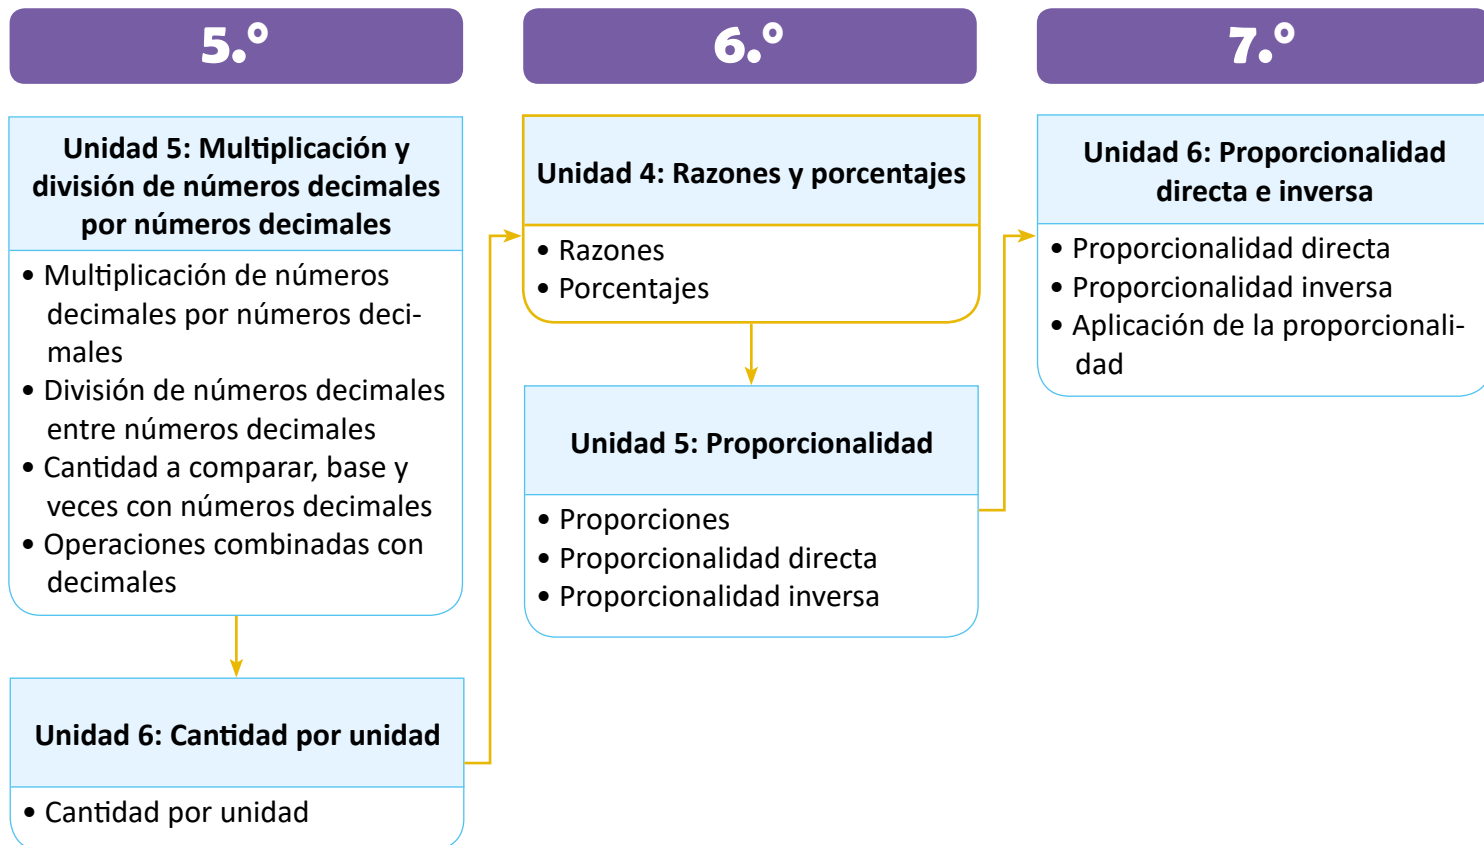 5.º
Unidad 5: Multiplicación y
división de números decimales
por números decimales
• Multiplicación de números
decimales por números deci-
males
• División de números decimales
entre números decimales
• Cantidad a comparar, base y
veces con números decimales
• Operaciones combinadas con
decimales
Unidad 6: Cantidad por unidad
• Cantidad por unidad
6.º
Unidad 4: Razones y porcentajes
• Razones
• Porcentajes
Unidad 5: Proporcionalidad
• Proporciones
• Proporcionalidad directa
• Proporcionalidad inversa
7.º
Unidad 6: Proporcionalidad
directa e inversa
• Proporcionalidad directa
• Proporcionalidad inversa
• Aplicación de la proporcionali-
dad